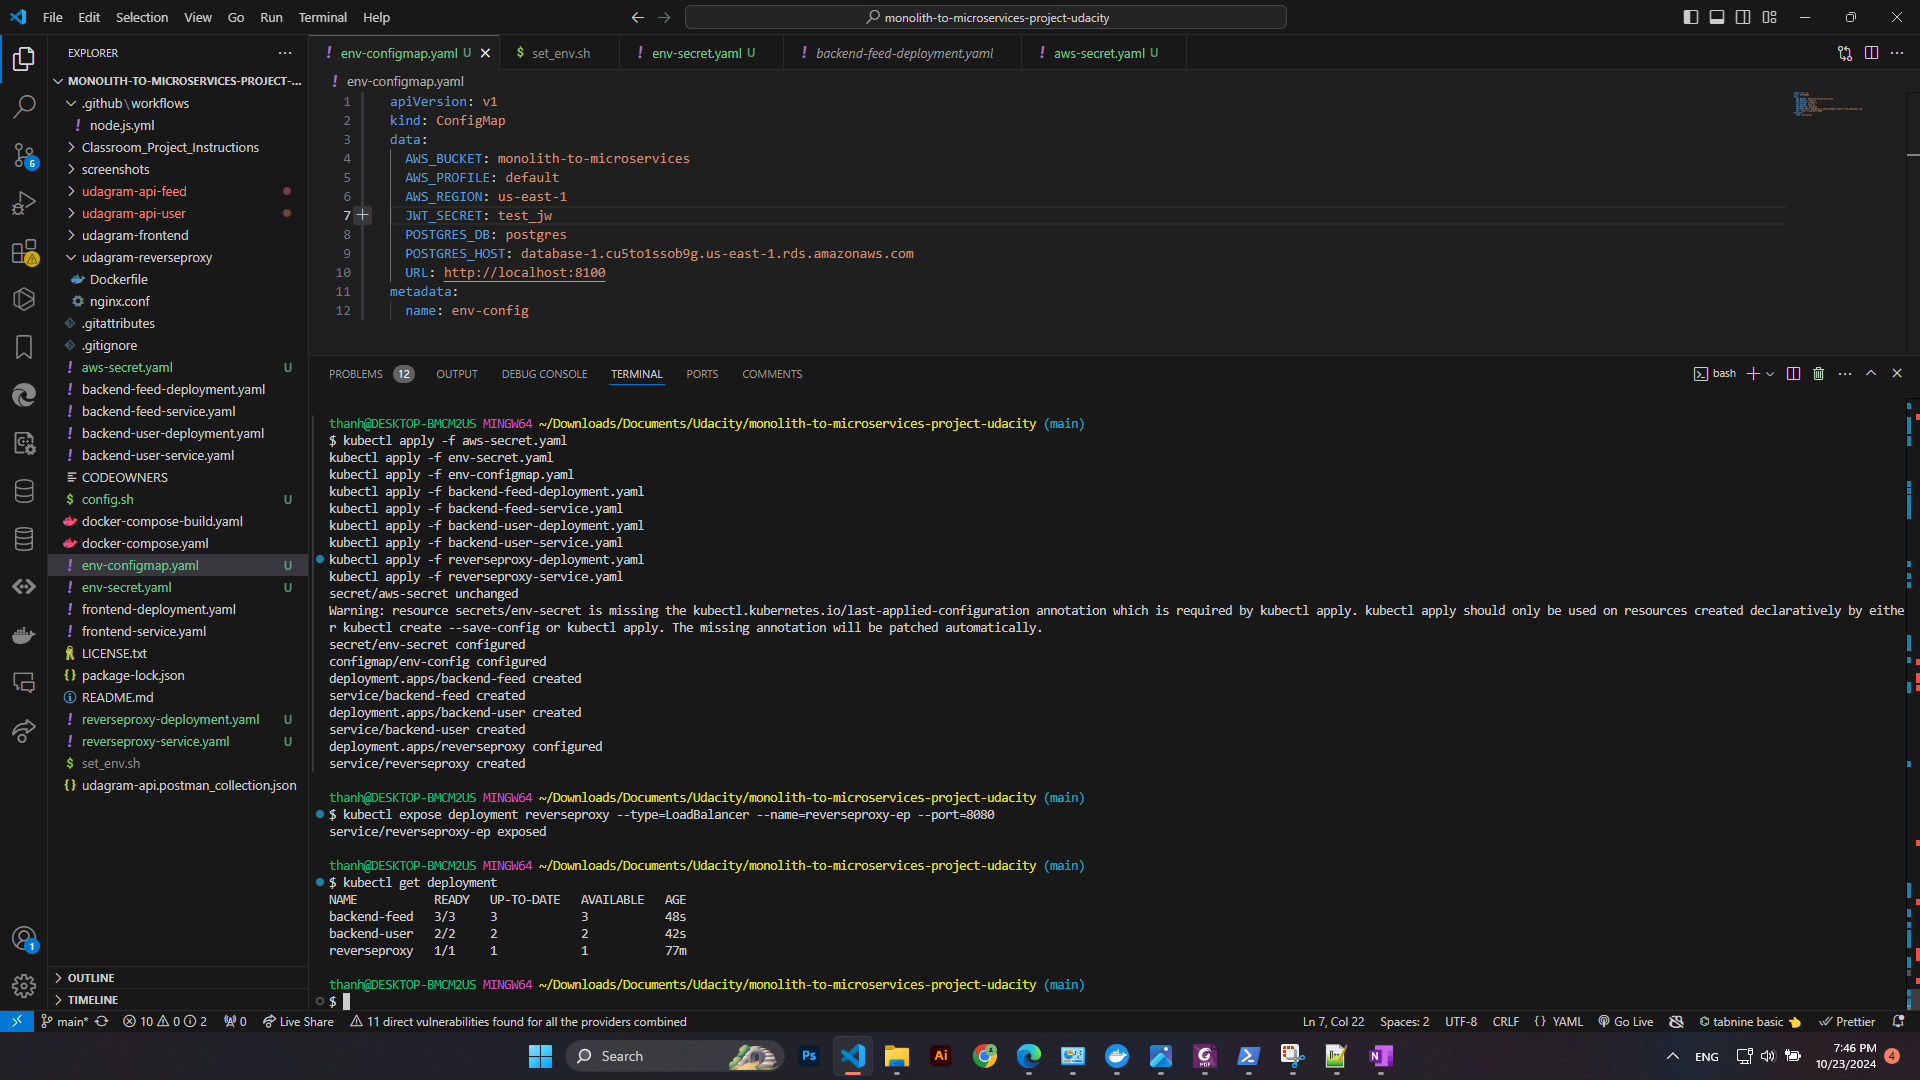 File Edit Selection View Go Run Terminal Help
monolith-to-microservices-project-udacity
EXPLORER
MONOLITH-TO-MICROSERVICES-PROJECT-...
.github\workflows
node.js.yml
Classroom_Project_Instructions
screenshots
udagram-api-feed
udagram-api-user
udagram-frontend
udagram-reverseproxy
Dockerfile
nginx.conf
.gitattributes
.gitignore
aws-secret.yaml U
backend-feed-deployment.yaml
backend-feed-service.yaml
backend-user-deployment.yaml
backend-user-service.yaml
CODEOWNERS
config.sh U
docker-compose-build.yaml
docker-compose.yaml
env-configmap.yaml U
env-secret.yaml U
frontend-deployment.yaml
frontend-service.yaml
LICENSE.txt
package-lock.json
README.md
reverseproxy-deployment.yaml U
reverseproxy-service.yaml U
set_env.sh
udagram-api.postman_collection.json
OUTLINE
TIMELINE
6
1
env-configmap.yaml U
set_env.sh
env-secret.yaml U
backend-feed-deployment.yaml
aws-secret.yaml U
env-configmap.yaml
1 apiVersion: v1
2 kind: ConfigMap
3 data:
4 AWS_BUCKET: monolith-to-microservices
5 AWS_PROFILE: default
6 AWS_REGION: us-east-1
7 JWT_SECRET: test_jw
8 POSTGRES_DB: postgres
9 POSTGRES_HOST: database-1.cu5to1ssob9g.us-east-1.rds.amazonaws.com
10 URL: http://localhost:8100
11 metadata:
12 name: env-config
PROBLEMS 12 OUTPUT DEBUG CONSOLE TERMINAL PORTS COMMENTS
bash
thanh@DESKTOP-BMCM2US MINGW64 ~/Downloads/Documents/Udacity/monolith-to-microservices-project-udacity (main)
$ kubectl apply -f aws-secret.yaml
kubectl apply -f env-secret.yaml
kubectl apply -f env-configmap.yaml
kubectl apply -f backend-feed-deployment.yaml
kubectl apply -f backend-feed-service.yaml
kubectl apply -f backend-user-deployment.yaml
kubectl apply -f backend-user-service.yaml
kubectl apply -f reverseproxy-deployment.yaml
kubectl apply -f reverseproxy-service.yaml
secret/aws-secret unchanged
Warning: resource secrets/env-secret is missing the kubectl.kubernetes.io/last-applied-configuration annotation which is required by kubectl apply. kubectl apply should only be used on resources created declaratively by eithe
r kubectl create --save-config or kubectl apply. The missing annotation will be patched automatically.
secret/env-secret configured
configmap/env-config configured
deployment.apps/backend-feed created
service/backend-feed created
deployment.apps/backend-user created
service/backend-user created
deployment.apps/reverseproxy configured
service/reverseproxy created
thanh@DESKTOP-BMCM2US MINGW64 ~/Downloads/Documents/Udacity/monolith-to-microservices-project-udacity (main)
$ kubectl expose deployment reverseproxy --type=LoadBalancer --name=reverseproxy-ep --port=8080
service/reverseproxy-ep exposed
thanh@DESKTOP-BMCM2US MINGW64 ~/Downloads/Documents/Udacity/monolith-to-microservices-project-udacity (main)
$ kubectl get deployment
NAME READY UP-TO-DATE AVAILABLE AGE
backend-feed 3/3 3 3 48s
backend-user 2/2 2 2 42s
reverseproxy 1/1 1 1 77m
thanh@DESKTOP-BMCM2US MINGW64 ~/Downloads/Documents/Udacity/monolith-to-microservices-project-udacity (main)
$
main* 10 0 2 0 Live Share 11 direct vulnerabilities found for all the providers combined
Ln 7, Col 22 Spaces: 2 UTF-8 CRLF {} YAML Go Live tabnine basic Prettier
Search
Ps Ai
ENG
7:46 PM
10/23/2024
4